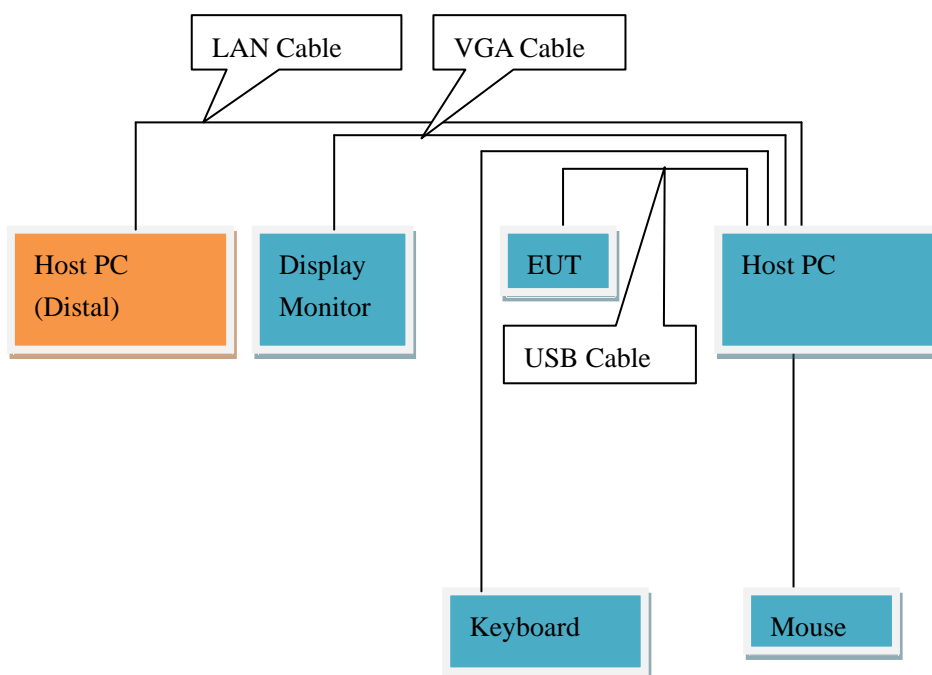 LAN Cable
VGA Cable
Host PC
(Distal)
Display
Monitor
EUT
Host PC
USB Cable
Keyboard
Mouse